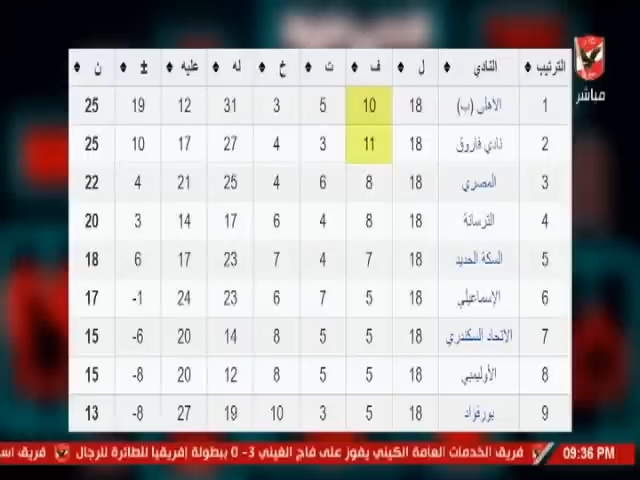 الترتيب النادي ل ف ت خ له عليه ± ن
1 الأهلى (ب) 18 10 5 3 31 12 19 25
2 نادي فاروق 18 11 3 4 27 17 10 25
3 المصري 18 8 6 4 25 21 4 22
4 الترسانة 18 8 4 6 17 14 3 20
5 السكة الحديد 18 7 4 7 23 17 6 18
6 الإسماعيلي 18 5 7 6 23 24 -1 17
7 الاتحاد السكندري 18 5 5 8 14 20 -6 15
8 الأوليمبي 18 5 5 8 12 20 -8 15
9 بورفؤاد 18 5 3 10 19 27 -8 13
مباشر
09:36 PM فريق الخدمات العامة الكيني يفوز على فاج الغيني 3- 0 ببطولة إفريقيا للطائرة للرجال فريق اس